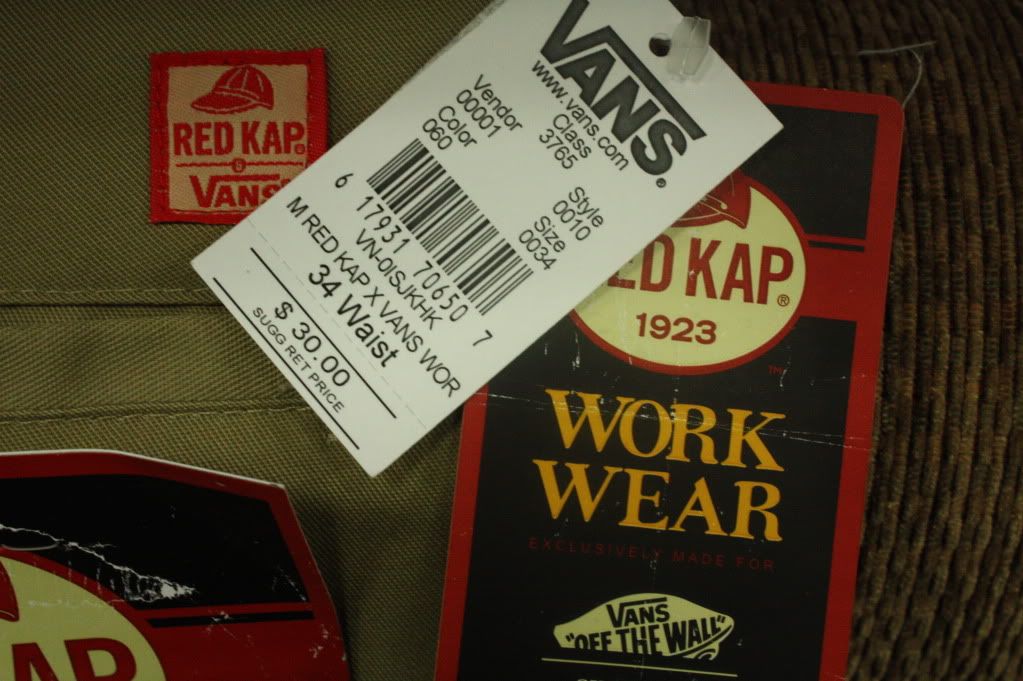 RED KAP®
&
VANS
VANS®
www.vans.com
Vendor Class Style
00001 3765 0010
Color Size
060 0034
6 17931 70650 7
VN-0ISJKHK
M RED KAP X VANS WOR
34 Waist
$ 30.00
SUGG RET PRICE
ED KAP®
1923
TM
WORK
WEAR
EXCLUSIVELY MADE FOR
VANS
"OFF THE WALL"
AP